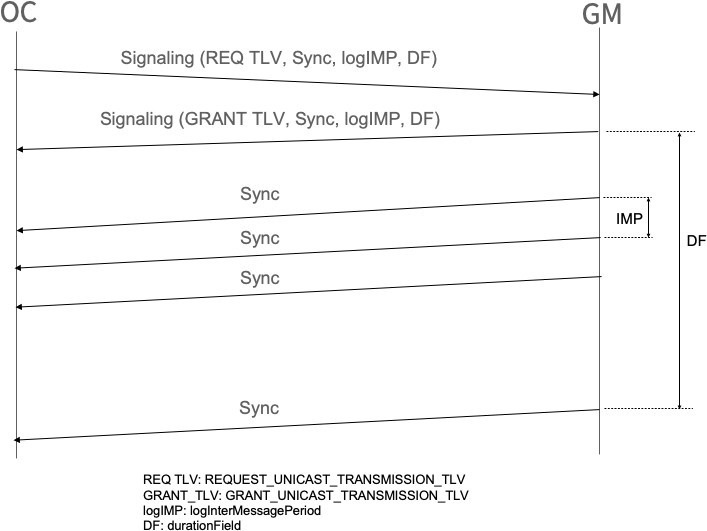 OC
GM
Signaling (REQ TLV, Sync, logIMP, DF)
Signaling (GRANT TLV, Sync, logIMP, DF)
Sync
IMP
Sync
DF
Sync
Sync
REQ TLV: REQUEST_UNICAST_TRANSMISSION_TLV
GRANT_TLV: GRANT_UNICAST_TRANSMISSION_TLV
logIMP: logInterMessagePeriod
DF: durationField